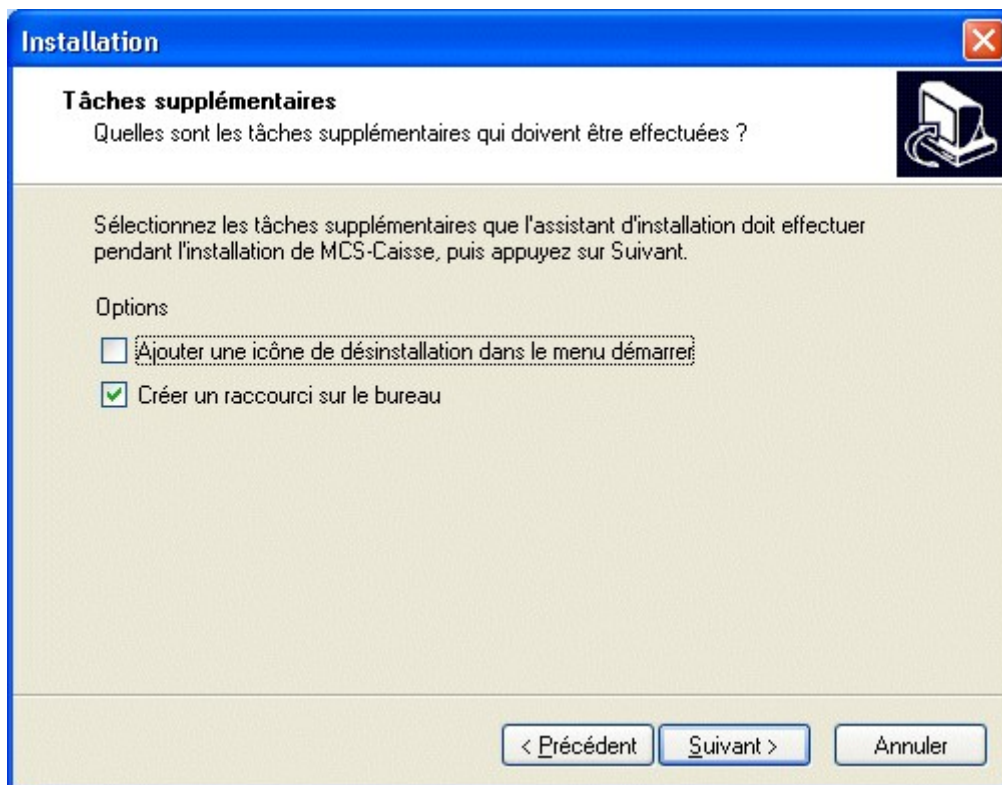 Installation
Tâches supplémentaires
Quelles sont les tâches supplémentaires qui doivent être effectuées ?
Sélectionnez les tâches supplémentaires que l'assistant d'installation doit effectuer
pendant l'installation de MCS-Caisse, puis appuyez sur Suivant.
Options
Ajouter une icône de désinstallation dans le menu démarrer
Créer un raccourci sur le bureau
< Précédent
Suivant >
Annuler